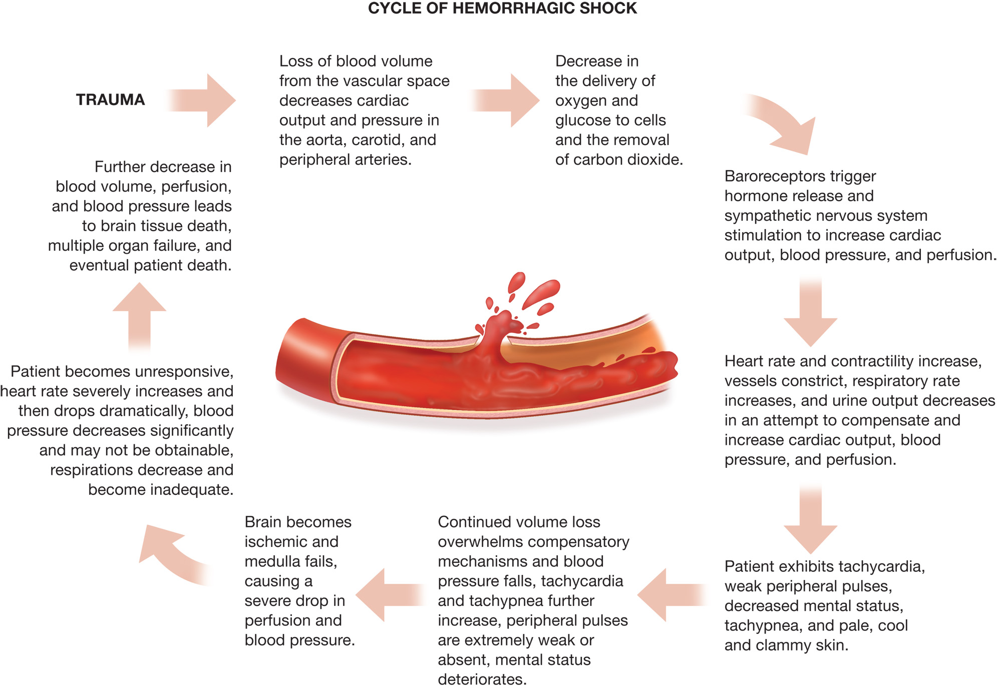 CYCLE OF HEMORRHAGIC SHOCK
TRAUMA
Loss of blood volume
from the vascular space
decreases cardiac
output and pressure in
the aorta, carotid, and
peripheral arteries.
Decrease in
the delivery of
oxygen and
glucose to cells
and the removal
of carbon dioxide.
Baroreceptors trigger
hormone release and
sympathetic nervous system
stimulation to increase cardiac
output, blood pressure, and perfusion.
Heart rate and contractility increase,
vessels constrict, respiratory rate
increases, and urine output decreases
in an attempt to compensate and
increase cardiac output, blood
pressure, and perfusion.
Patient exhibits tachycardia,
weak peripheral pulses,
decreased mental status,
tachypnea, and pale, cool
and clammy skin.
Continued volume loss
overwhelms compensatory
mechanisms and blood
pressure falls, tachycardia
and tachypnea further
increase, peripheral pulses
are extremely weak or
absent, mental status
deteriorates.
Brain becomes
ischemic and
medulla fails,
causing a
severe drop in
perfusion and
blood pressure.
Patient becomes unresponsive,
heart rate severely increases and
then drops dramatically, blood
pressure decreases significantly
and may not be obtainable,
respirations decrease and
become inadequate.
Further decrease in
blood volume, perfusion,
and blood pressure leads
to brain tissue death,
multiple organ failure, and
eventual patient death.